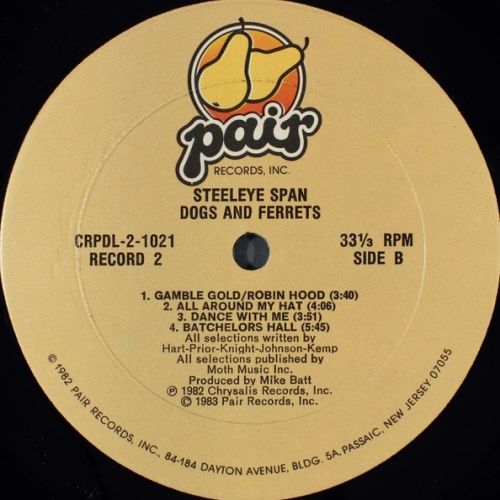 pair
RECORDS, INC.
STEELEYE SPAN
DOGS AND FERRETS
CRPDL-2-1021
RECORD 2
33⅓ RPM
SIDE B
1. GAMBLE GOLD/ROBIN HOOD (3:40)
2. ALL AROUND MY HAT (4:06)
3. DANCE WITH ME (3:51)
4. BATCHELORS HALL (5:45)
All selections written by
Hart-Prior-Knight-Johnson-Kemp
All selections published by
Moth Music Inc.
Produced by Mike Batt
℗ 1982 Chrysalis Records, Inc.
© 1983 Pair Records, Inc.
© 1982 PAIR RECORDS, INC., 84-184 DAYTON AVENUE, BLDG. 5A, PASSAIC, NEW JERSEY 07055